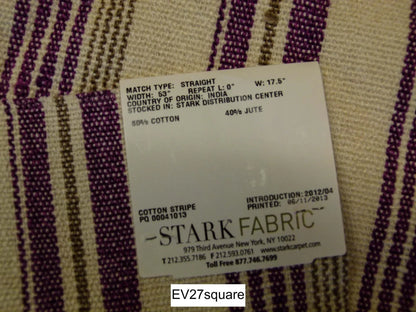 MATCH TYPE: STRAIGHT
WIDTH: 53" REPEAT L: 0" W: 17.5"
COUNTRY OF ORIGIN: INDIA
STOCKED IN: STARK DISTRIBUTION CENTER
60% COTTON 40% JUTE
COTTON STRIPE INTRODUCTION: 2012/04
PQ 00041013 PRINTED: 06/11/2013
STARK FABRIC
979 Third Avenue New York, NY 10022
T 212.355.7186 F 212.593.0761 www.starkcarpet.com
Toll Free 877.746.7699
EV27square